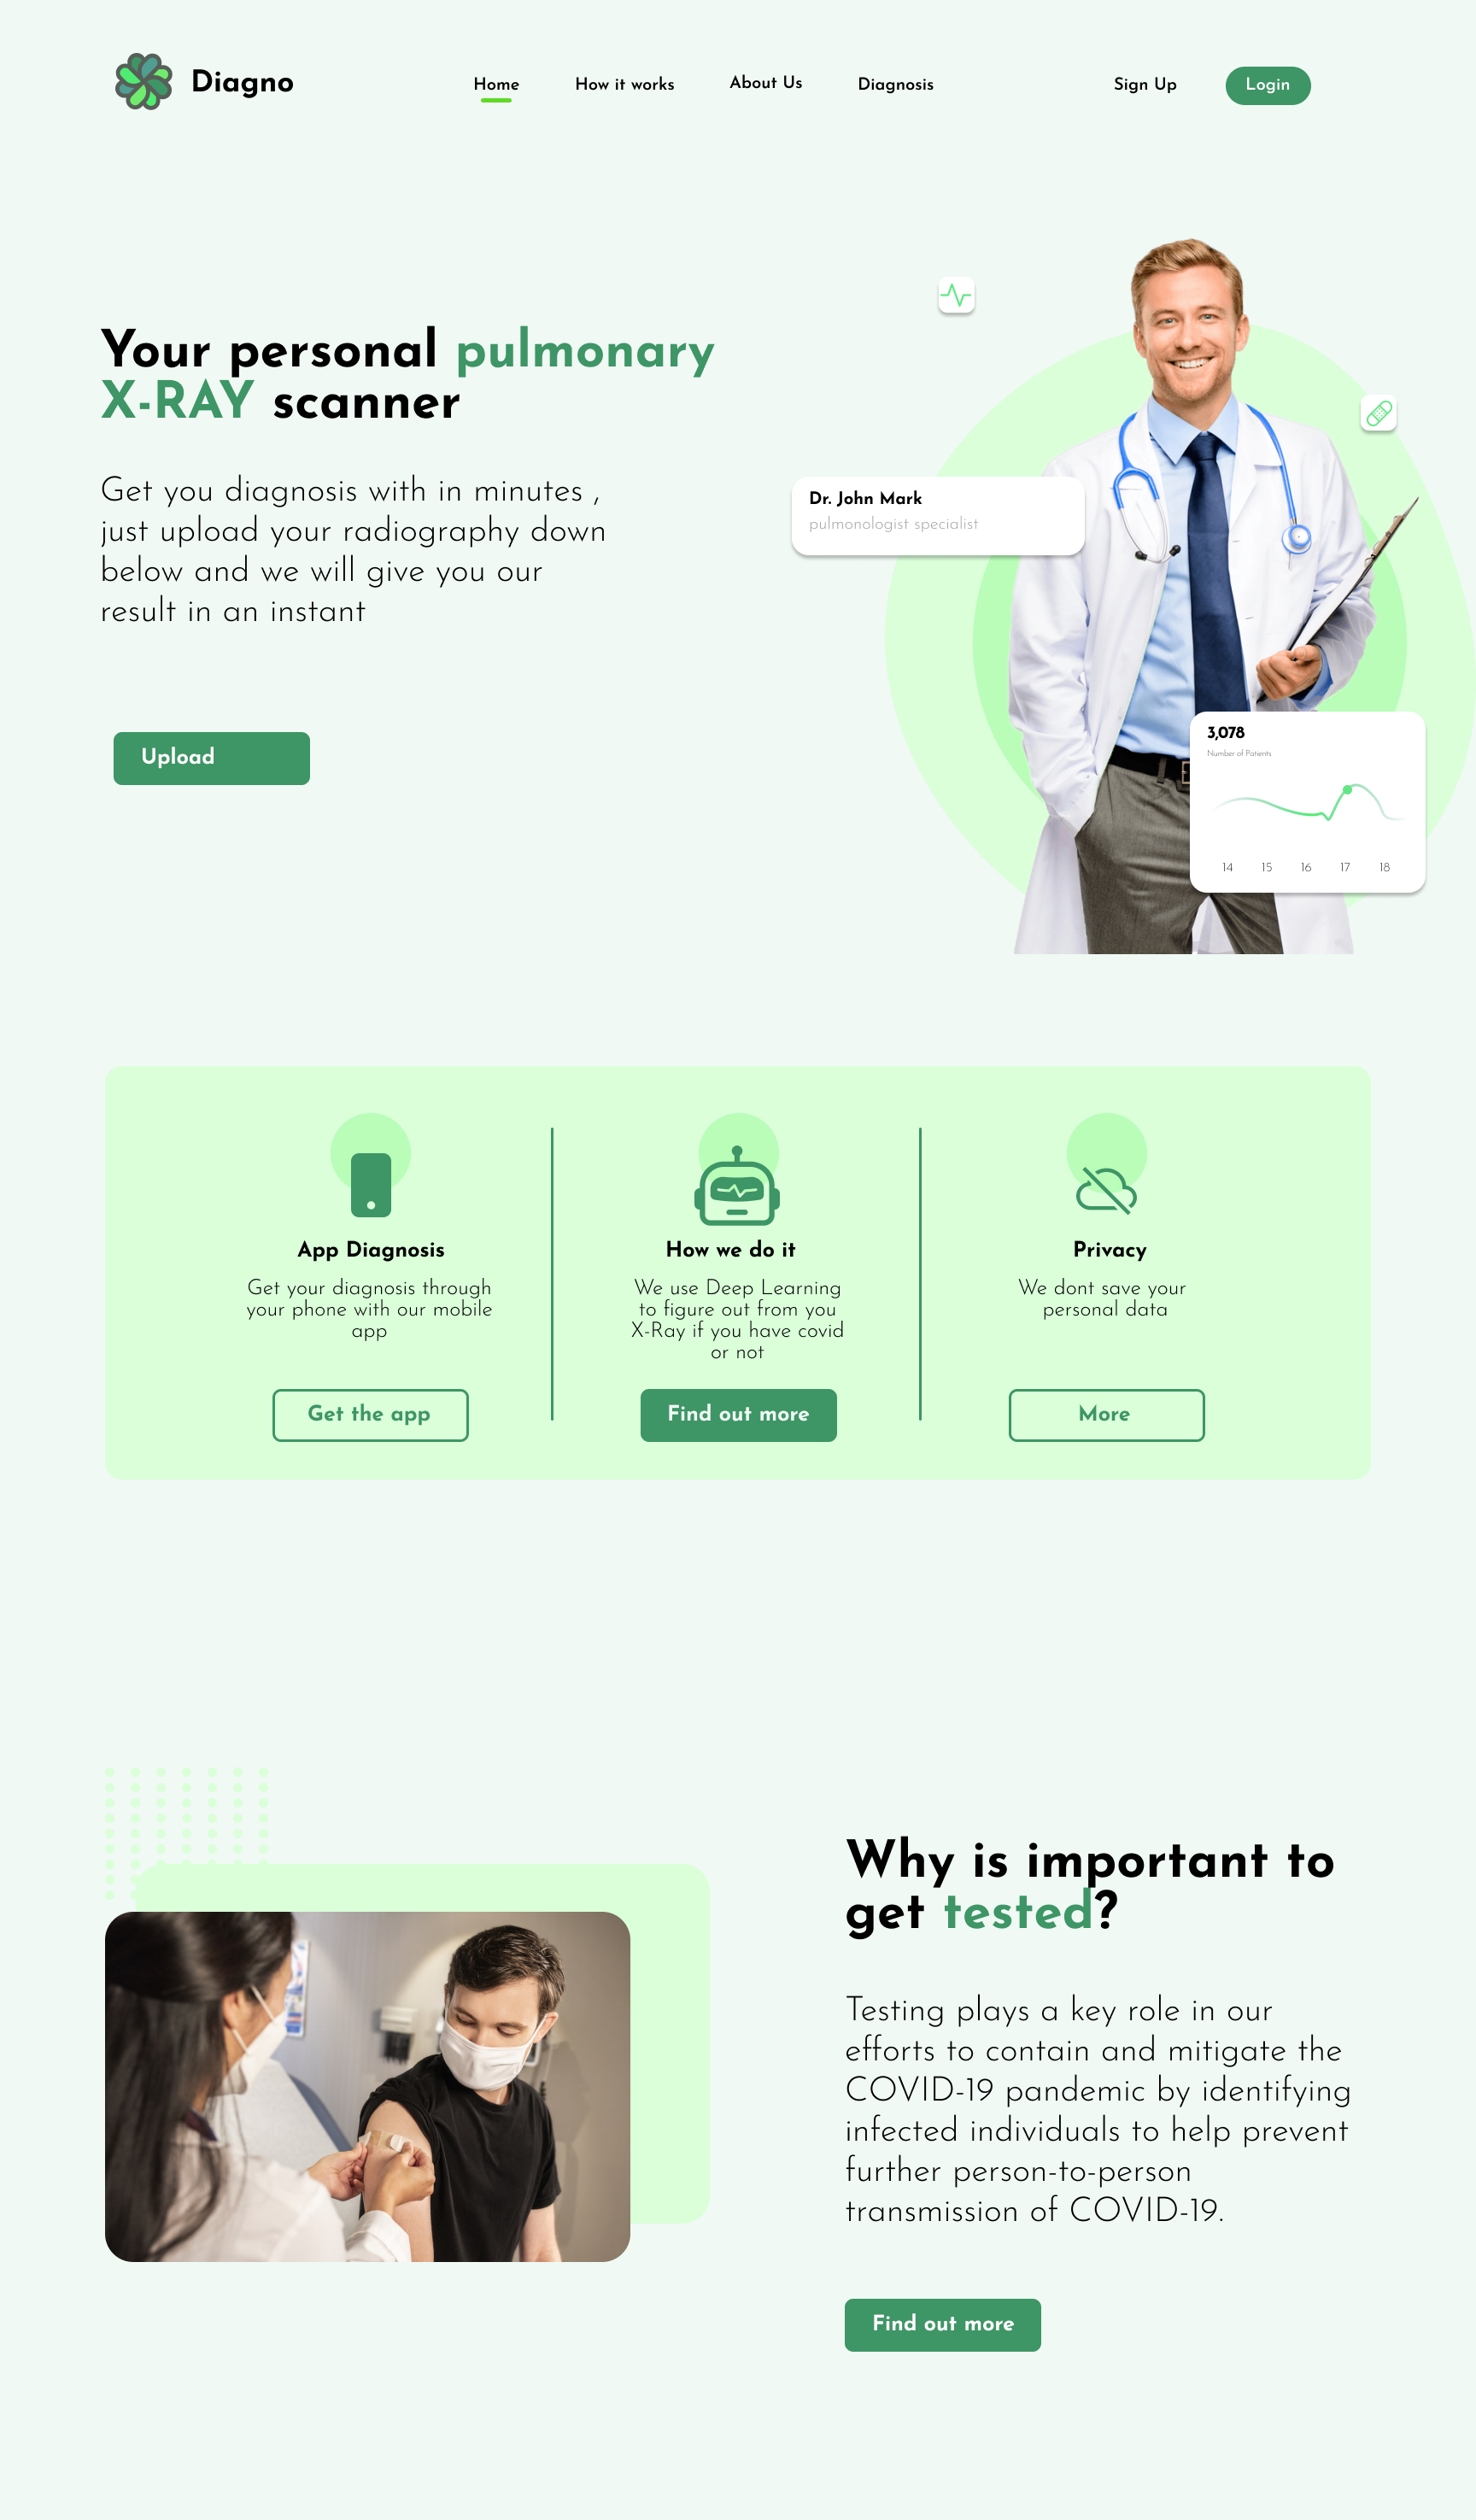 Diagno
Home
How it works
About Us
Diagnosis
Sign Up
Login
Your personal pulmonary
X-RAY scanner
Get you diagnosis with in minutes ,
just upload your radiography down
below and we will give you our
result in an instant
Upload
Dr. John Mark
pulmonologist specialist
3,078
Number of Patients
14 15 16 17 18
App Diagnosis
Get your diagnosis through
your phone with our mobile
app
Get the app
How we do it
We use Deep Learning
to figure out from you
X-Ray if you have covid
or not
Find out more
Privacy
We dont save your
personal data
More
Why is important to
get tested?
Testing plays a key role in our
efforts to contain and mitigate the
COVID-19 pandemic by identifying
infected individuals to help prevent
further person-to-person
transmission of COVID-19.
Find out more